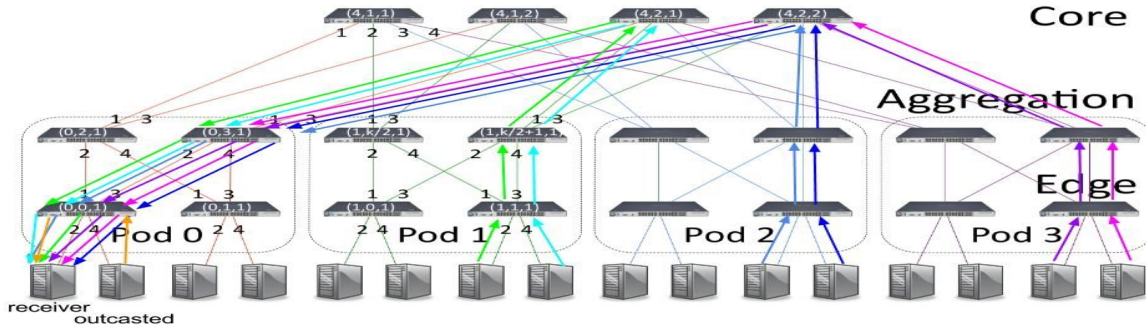 (4,1,1) (4,1,2) (4,2,1) (4,2,2) Core
1 2 3 4
Aggregation
1 3 1 3 1 3 1 3
(0,2,1) (0,3,1) (1,k/2,1) (1,k/2+1,1)
2 4 2 4 2 4 2 4
Edge
1 3 1 3 1 3 1 3
(0,0,1) (0,1,1) (1,0,1) (1,1,1)
2 4 2 4 2 4 2 4
Pod 0 Pod 1 Pod 2 Pod 3
receiver
outcasted